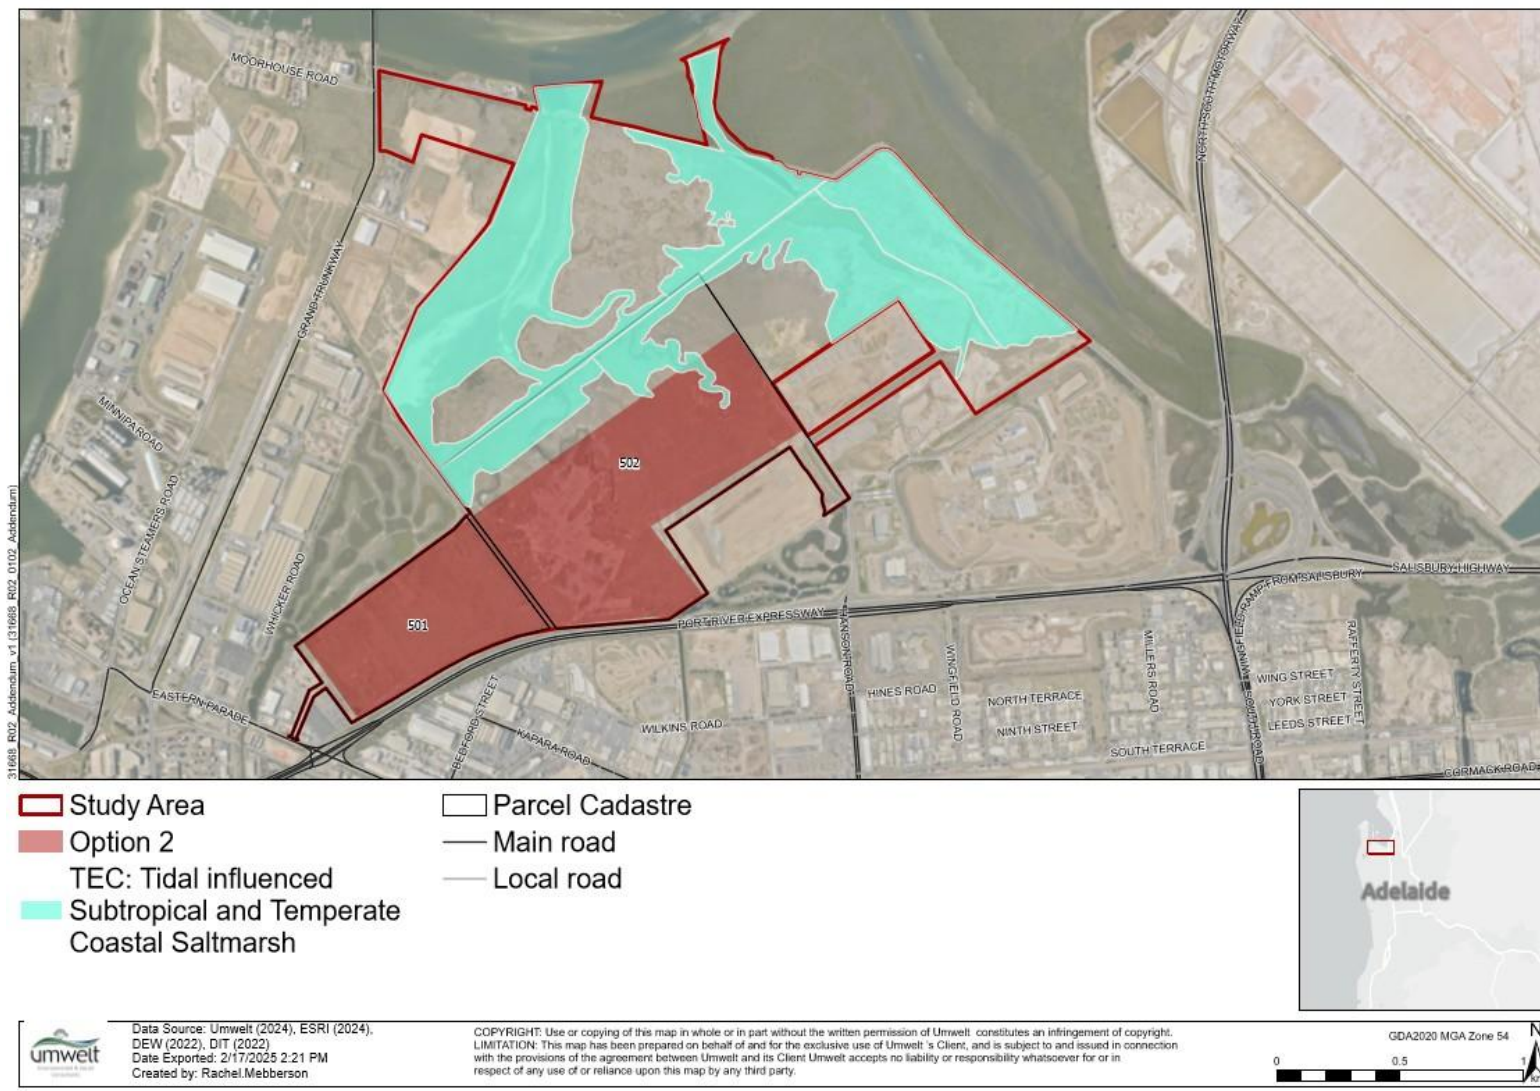 MOORHOUSE ROAD
NORTH SOUTH MOTORWAY
GRAND TRUNKWAY
MINNIPA ROAD
OCEAN STEAMERS ROAD
WHICKER ROAD
502
501
EASTERN PARADE
BEDFORD STREET
KAPARA ROAD
WILKINS ROAD
PORT RIVER EXPRESSWAY
HANSON ROAD
HINES ROAD
WINGFIELD ROAD
NORTH TERRACE
NINTH STREET
MILLERS ROAD
SOUTH TERRACE
SALISBURY HIGHWAY
WINGFIELD RAMP FROM SALISBURY
SOUTH ROAD
WING STREET
YORK STREET
LEEDS STREET
RAFFERTY STREET
CORMACK ROAD
31668_R02_Addendum_v1 (31668_R02_0102_Addendum)
Study Area
Option 2
TEC: Tidal influenced
Subtropical and Temperate
Coastal Saltmarsh
Parcel Cadastre
Main road
Local road
Adelaide
umwelt
Data Source: Umwelt (2024), ESRI (2024),
DEW (2022), DIT (2022)
Date Exported: 2/17/2025 2:21 PM
Created by: Rachel.Mebberson
COPYRIGHT: Use or copying of this map in whole or in part without the written permission of Umwelt constitutes an infringement of copyright.
LIMITATION: This map has been prepared on behalf of and for the exclusive use of Umwelt 's Client, and is subject to and issued in connection
with the provisions of the agreement between Umwelt and its Client Umwelt accepts no liability or responsibility whatsoever for or in
respect of any use of or reliance upon this map by any third party.
GDA2020 MGA Zone 54
N
0 0.5 1